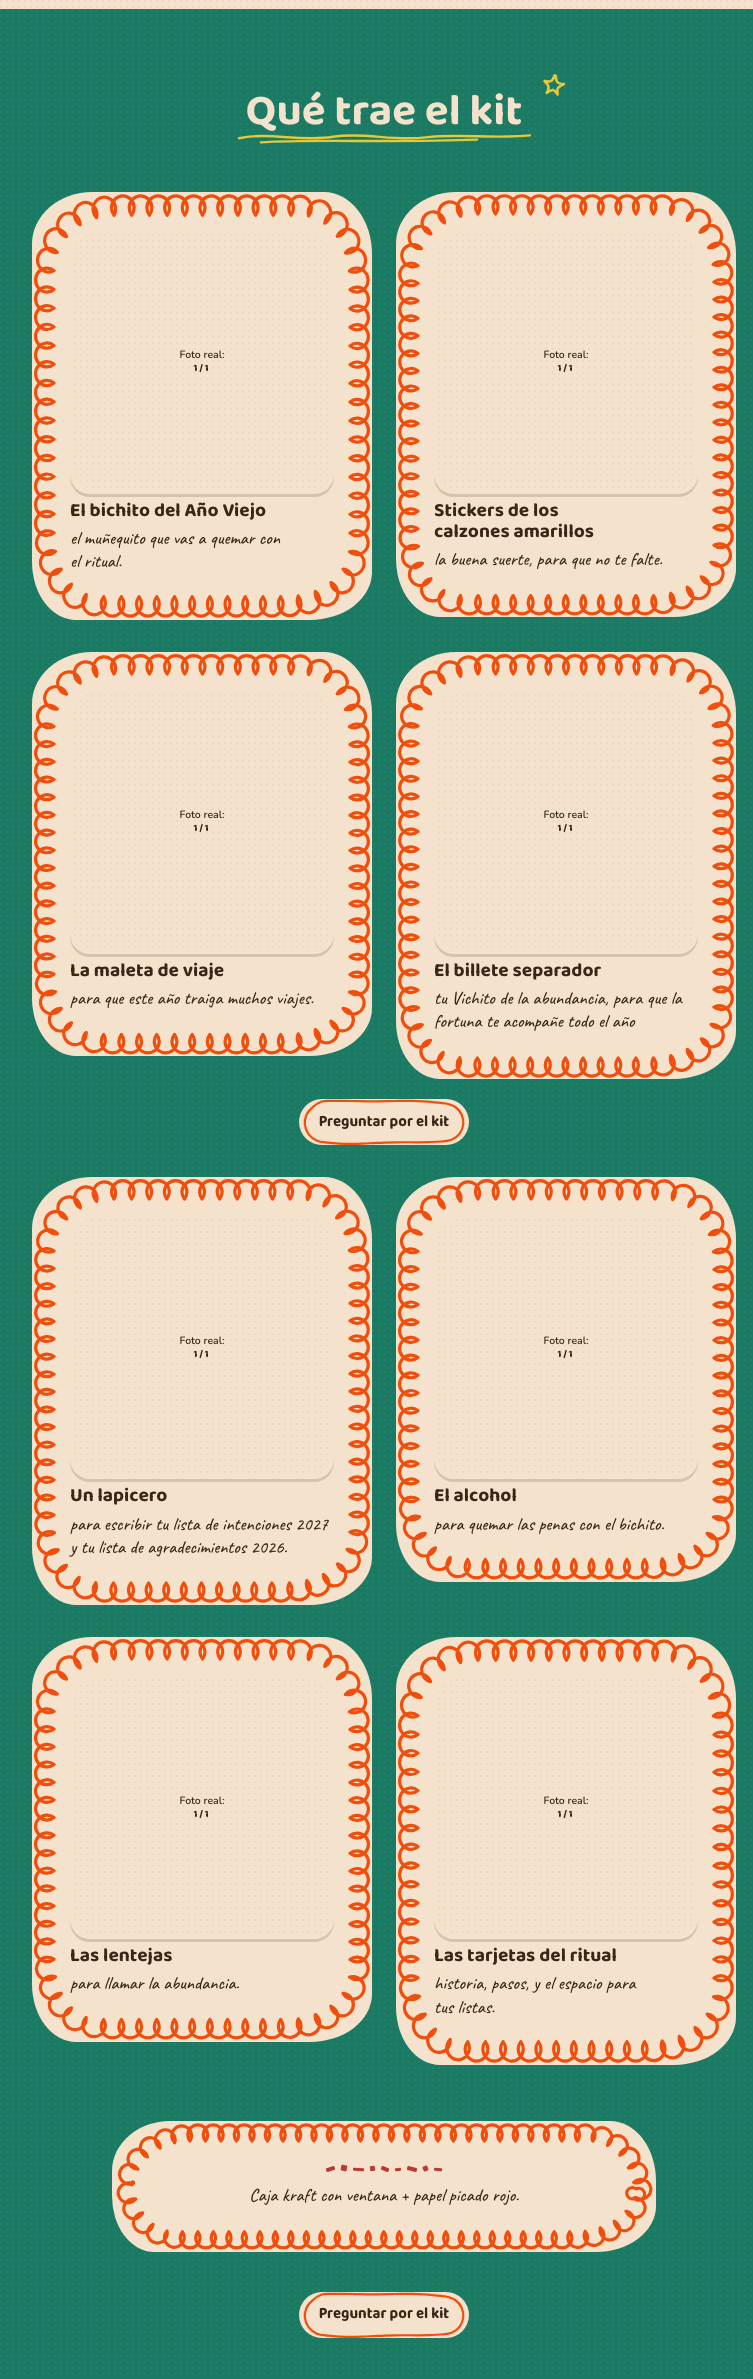 Qué trae el kit
Foto real:
1/1
El bichito del Año Viejo
el muñequito que vas a quemar con
el ritual.
Foto real:
1/1
Stickers de los
calzones amarillos
la buena suerte, para que no te falte.
Foto real:
1/1
La maleta de viaje
para que este año traiga muchos viajes.
Foto real:
1/1
El billete separador
tu Vichito de la abundancia, para que la
fortuna te acompañe todo el año
Preguntar por el kit
Foto real:
1/1
Un lapicero
para escribir tu lista de intenciones 2027
y tu lista de agradecimientos 2026.
Foto real:
1/1
El alcohol
para quemar las penas con el bichito.
Foto real:
1/1
Las lentejas
para llamar la abundancia.
Foto real:
1/1
Las tarjetas del ritual
historia, pasos, y el espacio para
tus listas.
Caja kraft con ventana + papel picado rojo.
Preguntar por el kit